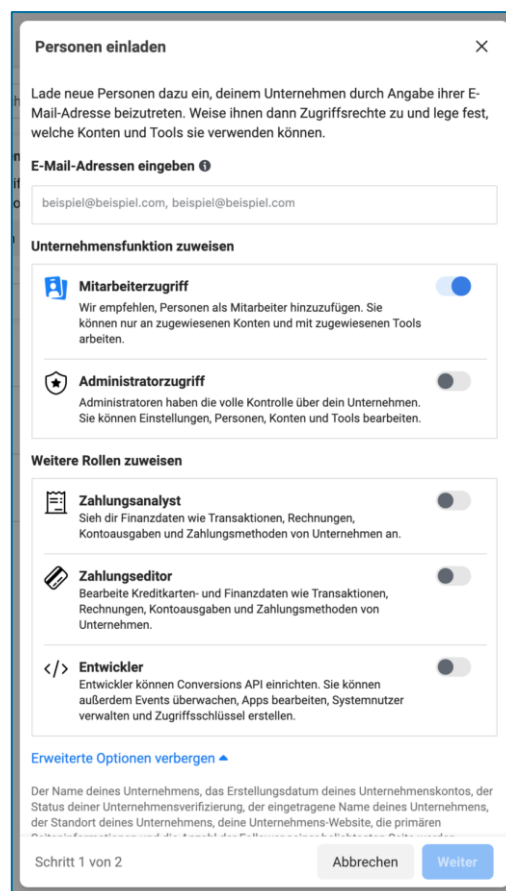 Personen einladen
Lade neue Personen dazu ein, deinem Unternehmen durch Angabe ihrer E-
Mail-Adresse beizutreten. Weise ihnen dann Zugriffsrechte zu und lege fest,
welche Konten und Tools sie verwenden können.
E-Mail-Adressen eingeben
beispiel@beispiel.com, beispiel@beispiel.com
Unternehmensfunktion zuweisen
Mitarbeiterzugriff
Wir empfehlen, Personen als Mitarbeiter hinzuzufügen. Sie
können nur an zugewiesenen Konten und mit zugewiesenen Tools
arbeiten.
Administratorzugriff
Administratoren haben die volle Kontrolle über dein Unternehmen.
Sie können Einstellungen, Personen, Konten und Tools bearbeiten.
Weitere Rollen zuweisen
Zahlungsanalyst
Sieh dir Finanzdaten wie Transaktionen, Rechnungen,
Kontoausgaben und Zahlungsmethoden von Unternehmen an.
Zahlungseditor
Bearbeite Kreditkarten- und Finanzdaten wie Transaktionen,
Rechnungen, Kontoausgaben und Zahlungsmethoden von
Unternehmen.
Entwickler
Entwickler können Conversions API einrichten. Sie können
außerdem Events überwachen, Apps bearbeiten, Systemnutzer
verwalten und Zugriffsschlüssel erstellen.
Erweiterte Optionen verbergen
Der Name deines Unternehmens, das Erstellungsdatum deines Unternehmenskontos, der
Status deiner Unternehmensverifizierung, der eingetragene Name deines Unternehmens,
der Standort deines Unternehmens, deine Unternehmens-Website, die primären
Schritt 1 von 2
Abbrechen
Weiter